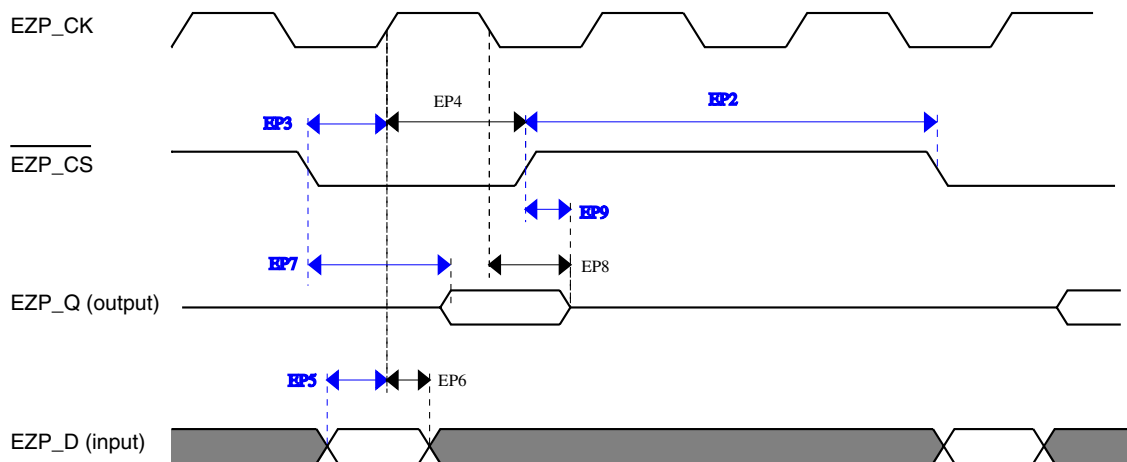 EZP_CK
EP4
EP2
EP3
EZP_CS
EP9
EP7
EP8
EZP_Q (output)
EP5
EP6
EZP_D (input)